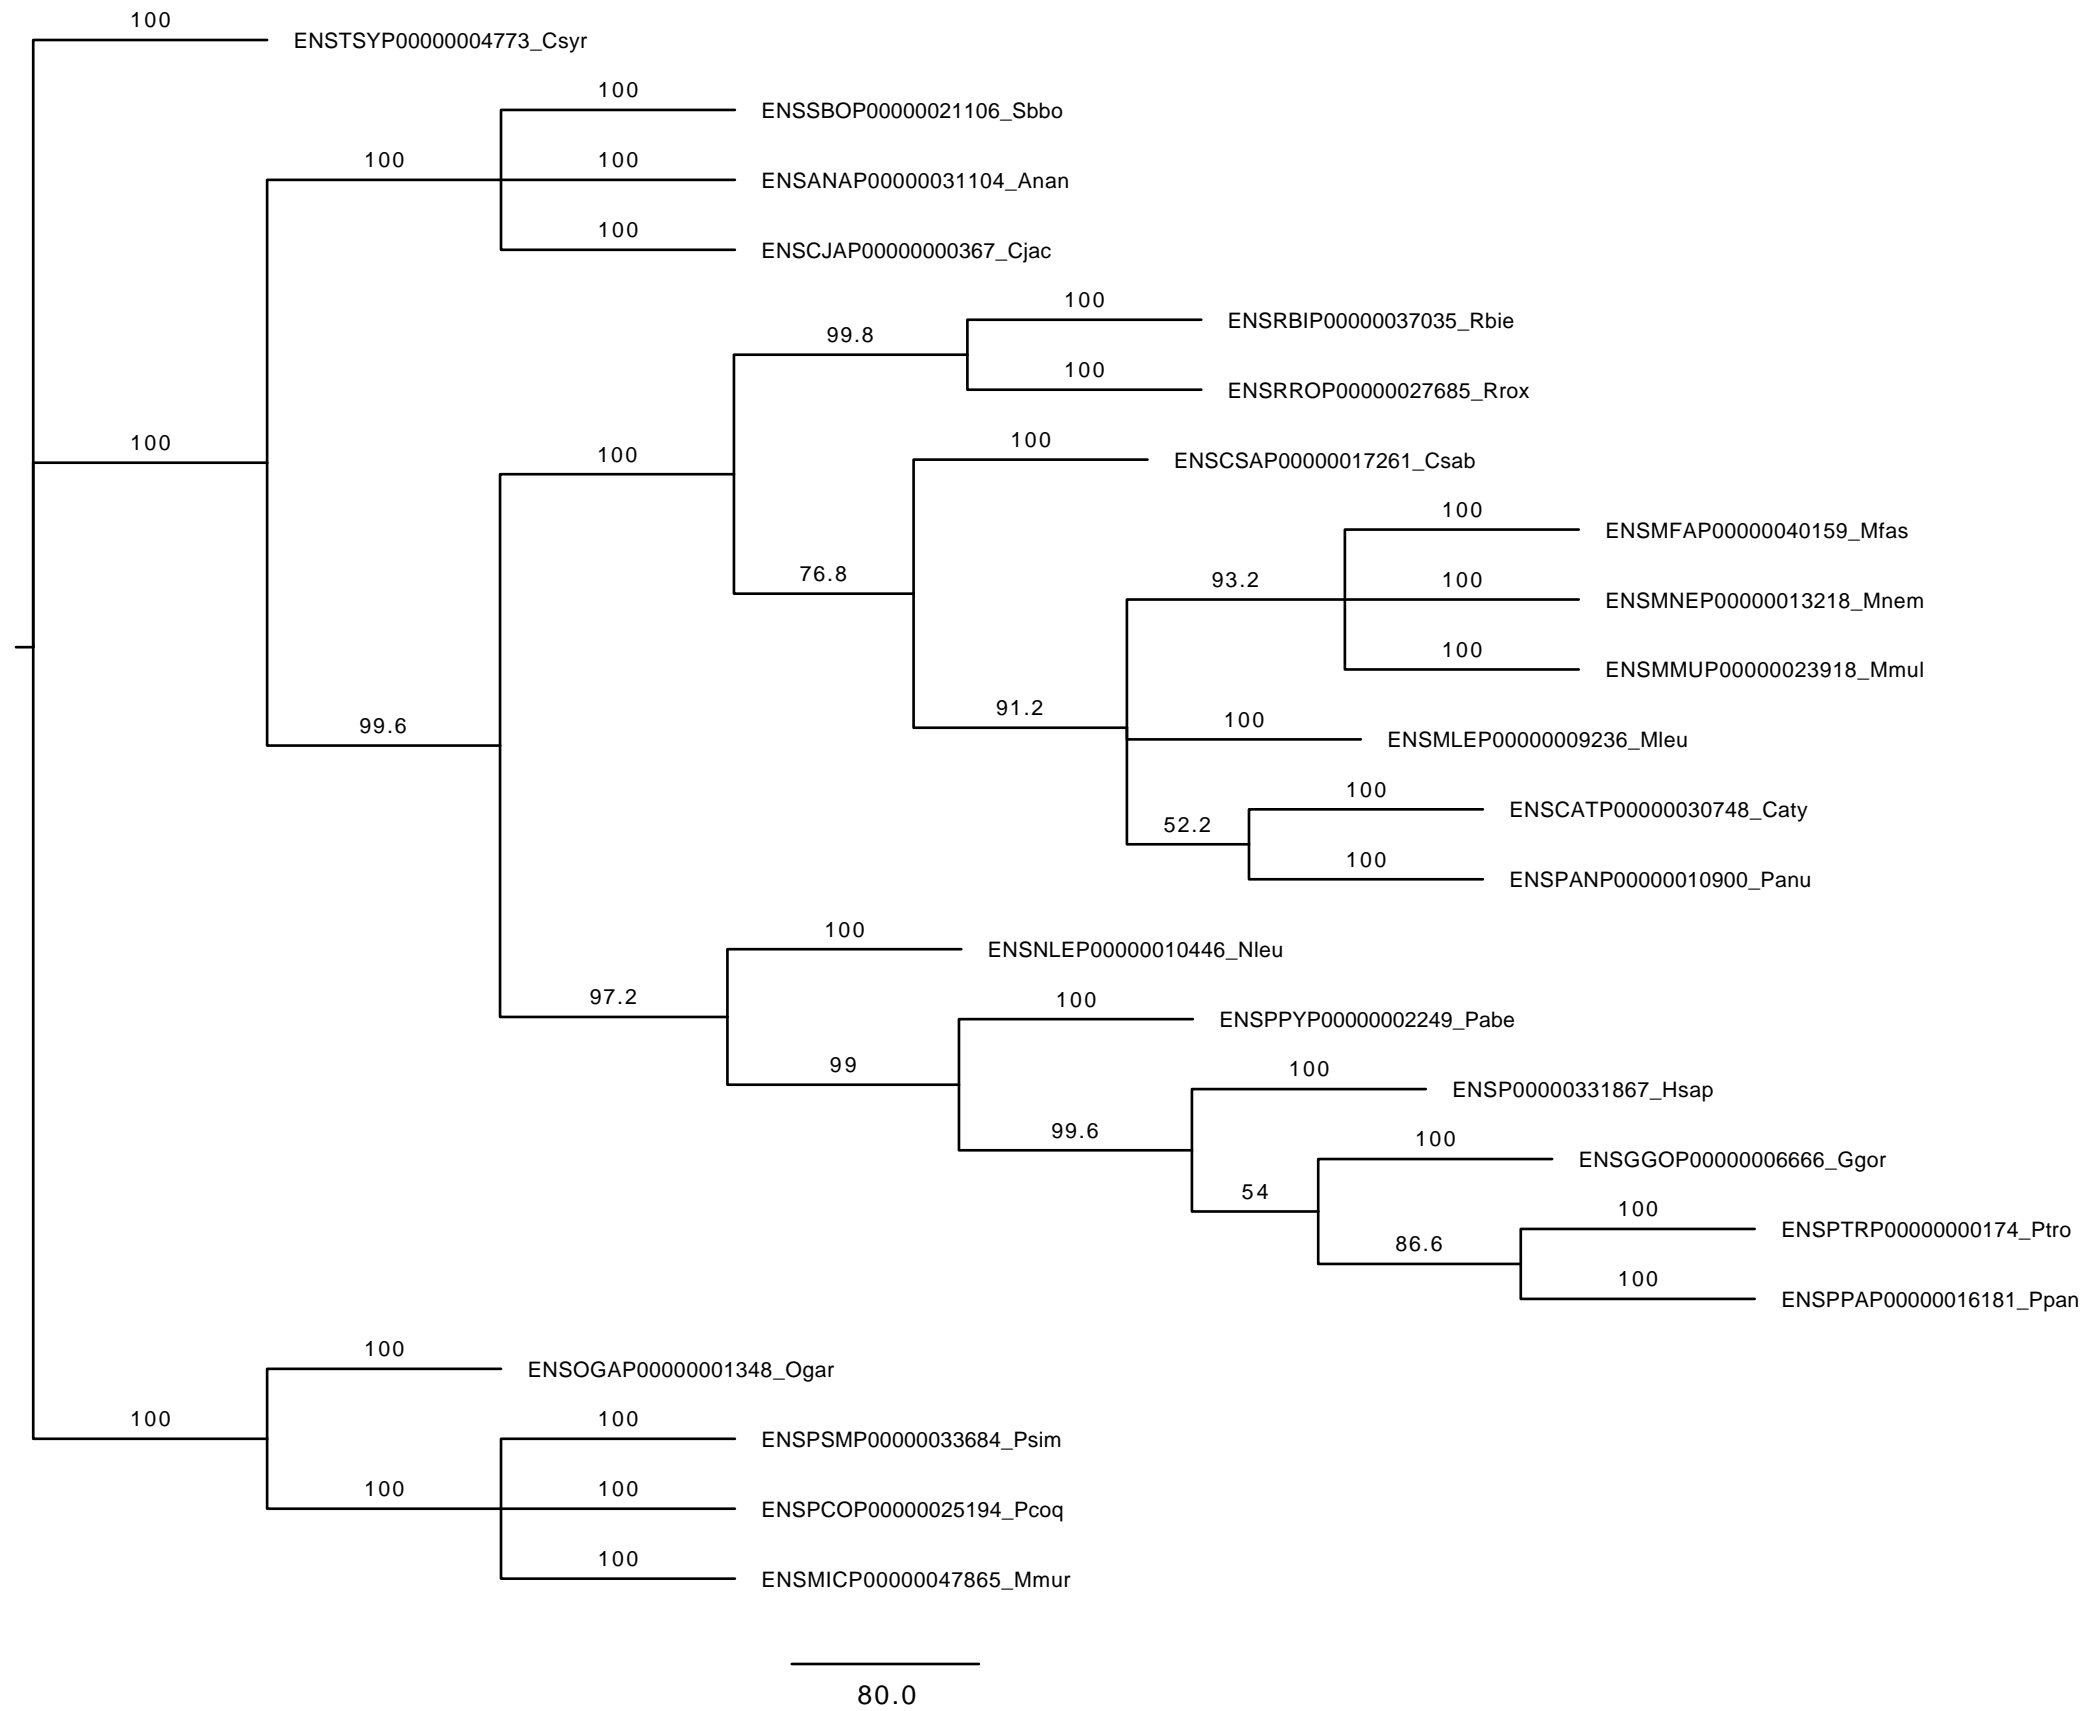 100
ENSTSYP00000004773_Csyr
100
ENSSBOP00000021106_Sbbo
100
100
ENSANAP00000031104_Anan
100
ENSCJAP00000000367_Cjac
100
ENSRBIP00000037035_Rbie
99.8
100
ENSRROP00000027685_Rrox
100
100
100
ENSCSAP00000017261_Csab
100
ENSMFAP00000040159_Mfas
76.8
93.2
100
ENSMNEP00000013218_Mnem
100
ENSMMUP00000023918_Mmul
99.6
91.2
100
ENSMLEP00000009236_Mleu
100
ENSCATP00000030748_Caty
52.2
100
ENSPANP00000010900_Panu
100
ENSNLEP00000010446_Nleu
97.2
100
ENSPPYP00000002249_Pabe
99
100
ENSP00000331867_Hsap
99.6
100
ENSGGOP00000006666_Ggor
54
100
ENSPTRP00000000174_Ptro
86.6
100
ENSPPAP00000016181_Ppan
100
ENSOGAP00000001348_Ogar
100
100
ENSPSMP00000033684_Psim
100
100
ENSPCOP00000025194_Pcoq
100
ENSMICP00000047865_Mmur
80.0